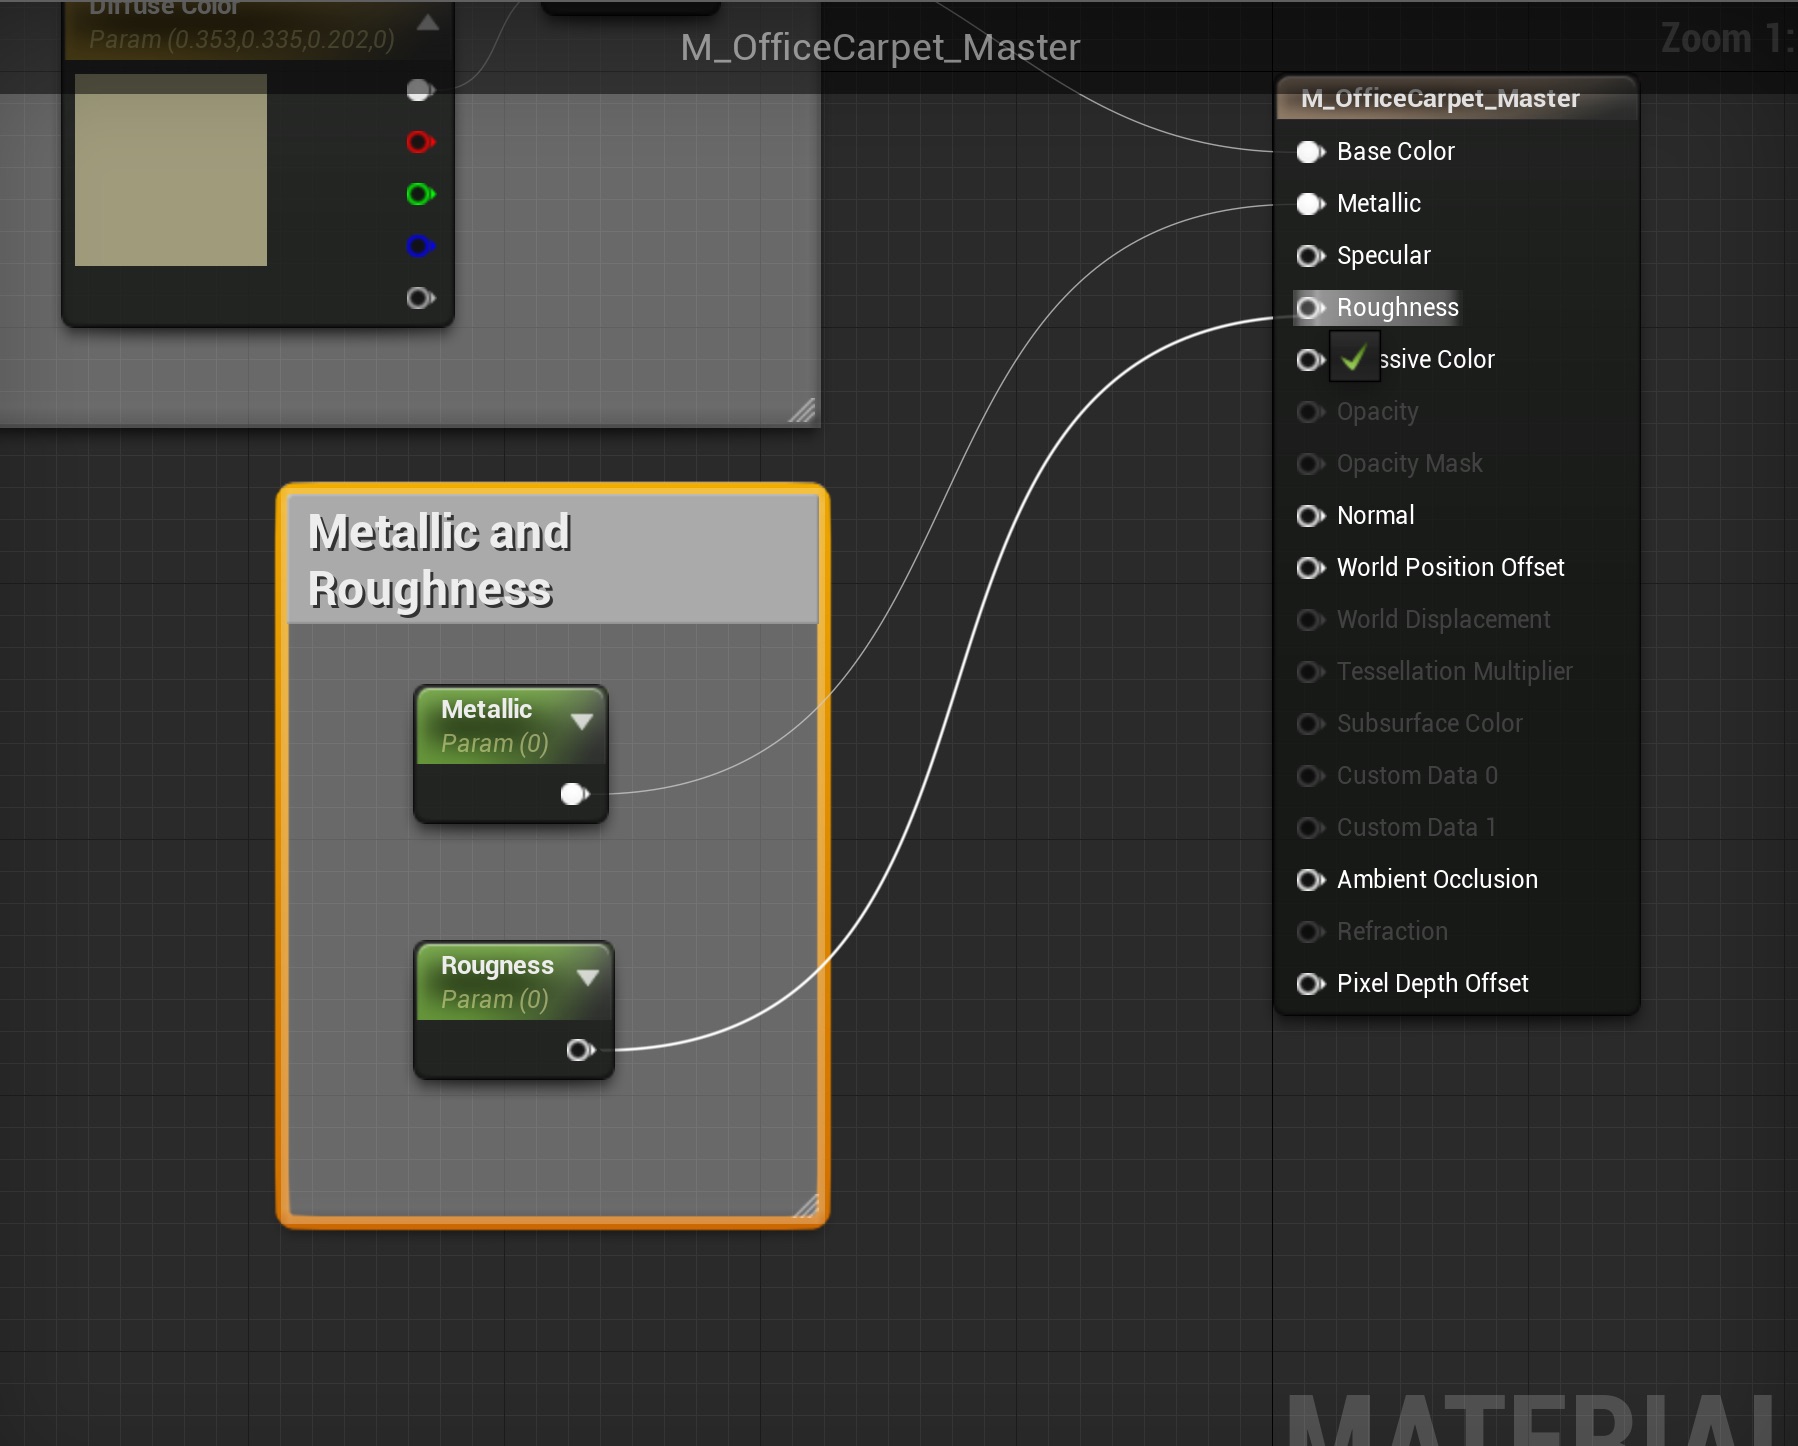 Diffuse Color
Param (0.353,0.335,0.202,0)
M_OfficeCarpet_Master
Zoom 1:
M_OfficeCarpet_Master
Base Color
Metallic
Specular
Roughness
ssive Color
Opacity
Opacity Mask
Normal
World Position Offset
World Displacement
Tessellation Multiplier
Subsurface Color
Custom Data 0
Custom Data 1
Ambient Occlusion
Refraction
Pixel Depth Offset
Metallic and
Roughness
Metallic
Param (0)
Rougness
Param (0)
MATERIAL